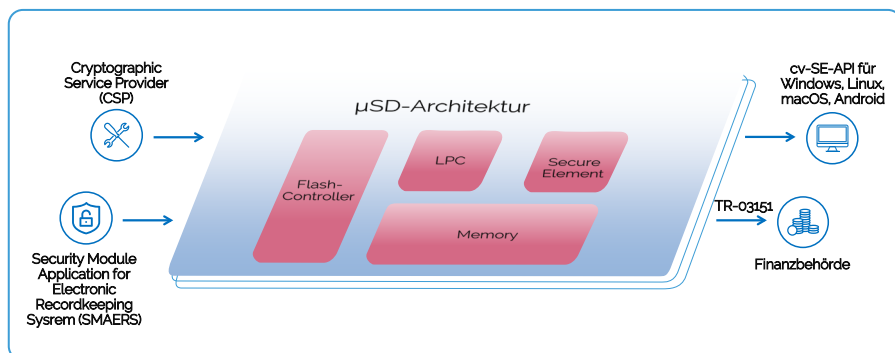 Cryptographic
Service Provider
(CSP)
Security Module
Application for
Electronic
Recordkeeping
Sysrem (SMAERS)
µSD-Architektur
Flash-
Controller
LPC
Secure
Element
Memory
cv-SE-API für
Windows, Linux,
macOS, Android
TR-03151
Finanzbehörde